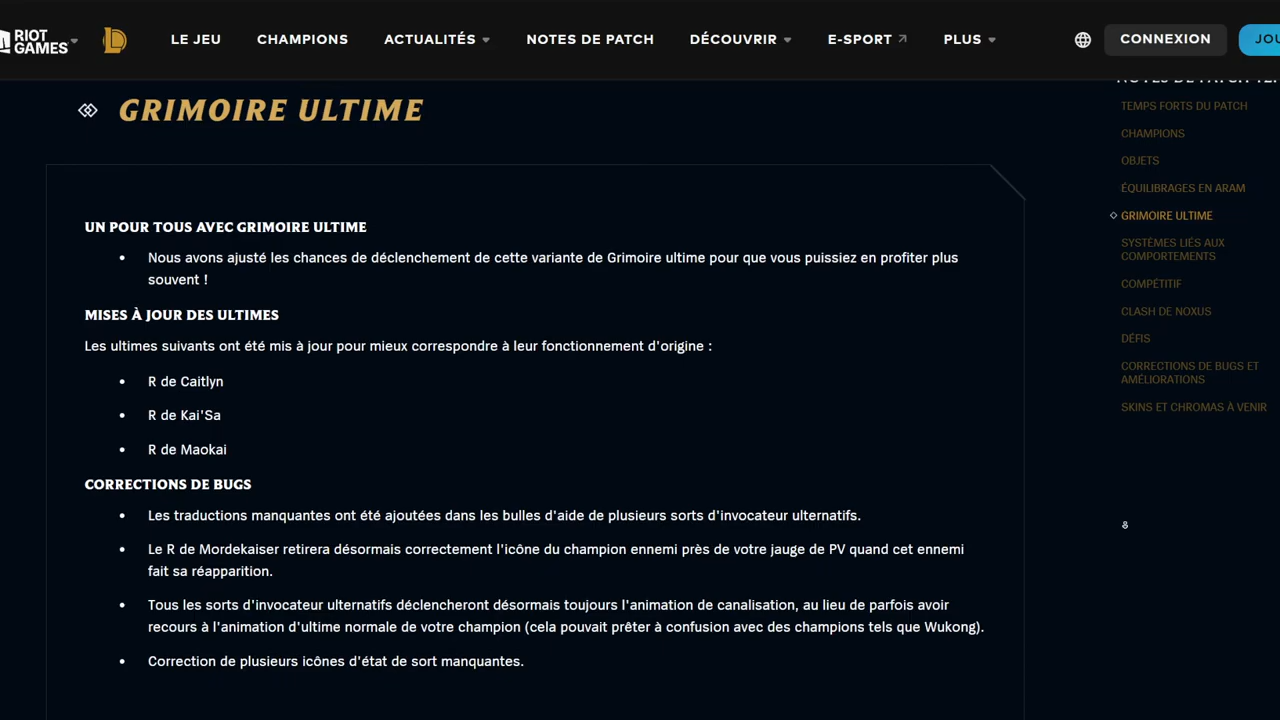 RIOT GAMES
LE JEU
CHAMPIONS
ACTUALITÉS
NOTES DE PATCH
DÉCOUVRIR
E-SPORT
PLUS
CONNEXION
GRIMOIRE ULTIME
UN POUR TOUS AVEC GRIMOIRE ULTIME
• Nous avons ajusté les chances de déclenchement de cette variante de Grimoire ultime pour que vous puissiez en profiter plus
souvent !
MISES À JOUR DES ULTIMES
Les ultimes suivants ont été mis à jour pour mieux correspondre à leur fonctionnement d'origine :
• R de Caitlyn
• R de Kai'Sa
• R de Maokai
CORRECTIONS DE BUGS
• Les traductions manquantes ont été ajoutées dans les bulles d'aide de plusieurs sorts d'invocateur ulternatifs.
• Le R de Mordekaiser retirera désormais correctement l'icône du champion ennemi près de votre jauge de PV quand cet ennemi
fait sa réapparition.
• Tous les sorts d'invocateur ulternatifs déclencheront désormais toujours l'animation de canalisation, au lieu de parfois avoir
recours à l'animation d'ultime normale de votre champion (cela pouvait prêter à confusion avec des champions tels que Wukong).
• Correction de plusieurs icônes d'état de sort manquantes.
NOTES DE PATCH
TEMPS FORTS DU PATCH
CHAMPIONS
OBJETS
ÉQUILIBRAGES EN ARAM
GRIMOIRE ULTIME
SYSTÈMES LIÉS AUX
COMPORTEMENTS
COMPÉTITIF
CLASH DE NOXUS
DÉFIS
CORRECTIONS DE BUGS ET
AMÉLIORATIONS
SKINS ET CHROMAS À VENIR